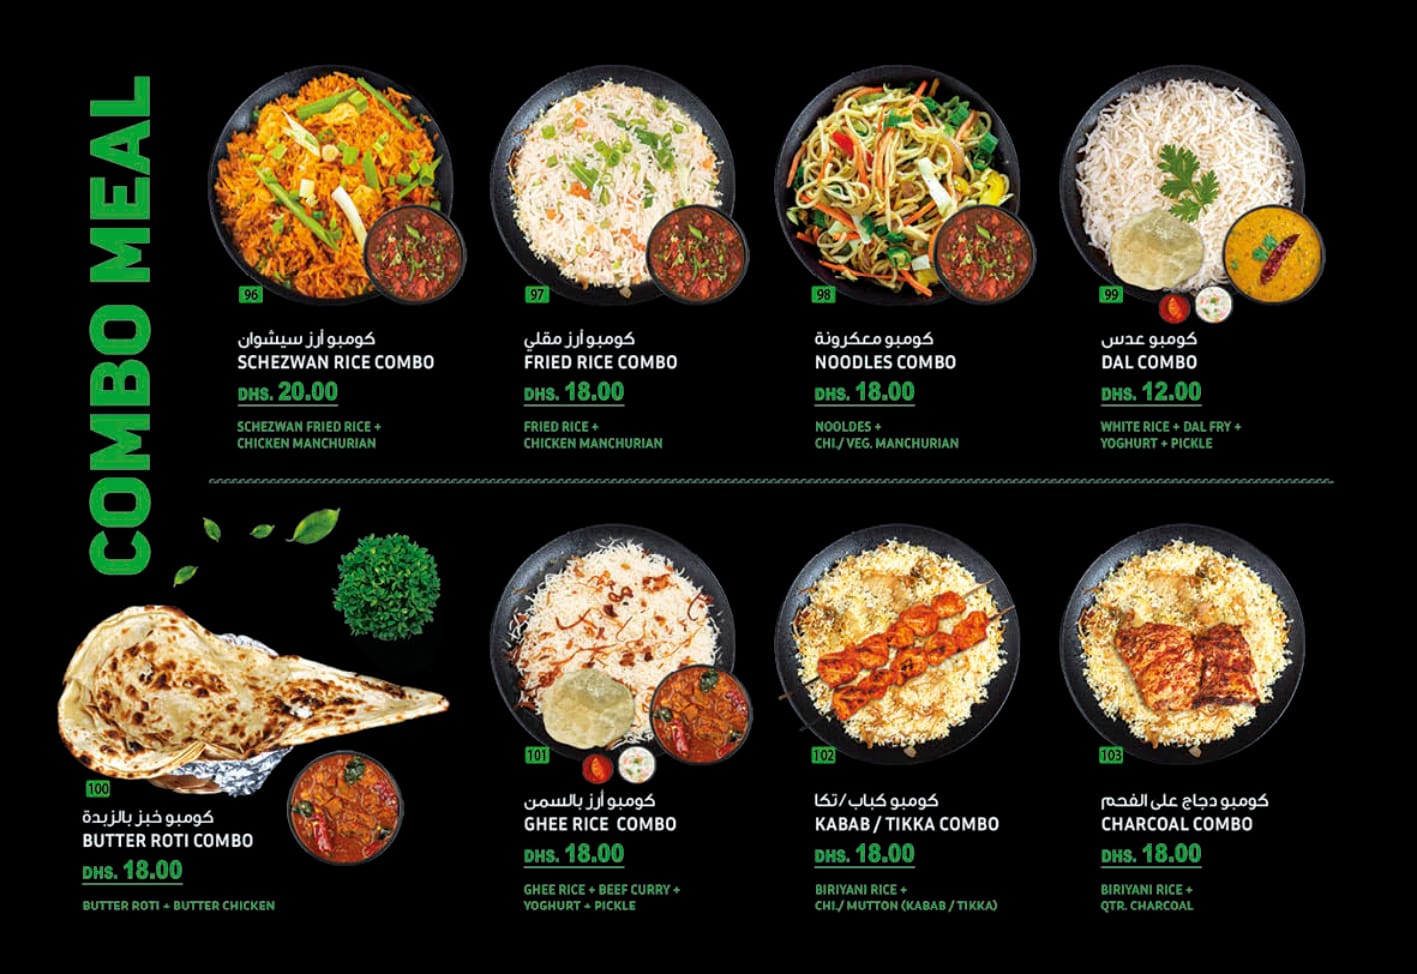 COMBO MEAL
96
كومبو أرز سيشوان
SCHEZWAN RICE COMBO
DHS. 20.00
SCHEZWAN FRIED RICE +
CHICKEN MANCHURIAN
97
كومبو أرز مقلي
FRIED RICE COMBO
DHS. 18.00
FRIED RICE +
CHICKEN MANCHURIAN
98
كومبو معكرونة
NOODLES COMBO
DHS. 18.00
NOOLDES +
CHI./ VEG. MANCHURIAN
99
كومبو عدس
DAL COMBO
DHS. 12.00
WHITE RICE + DAL FRY +
YOGHURT + PICKLE
100
كومبو خبز بالزبدة
BUTTER ROTI COMBO
DHS. 18.00
BUTTER ROTI + BUTTER CHICKEN
101
كومبو أرز بالسمن
GHEE RICE COMBO
DHS. 18.00
GHEE RICE + BEEF CURRY +
YOGHURT + PICKLE
102
كومبو كباب/تكا
KABAB / TIKKA COMBO
DHS. 18.00
BIRIYANI RICE +
CHI./ MUTTON (KABAB / TIKKA)
103
كومبو دجاج على الفحم
CHARCOAL COMBO
DHS. 18.00
BIRIYANI RICE +
QTR. CHARCOAL